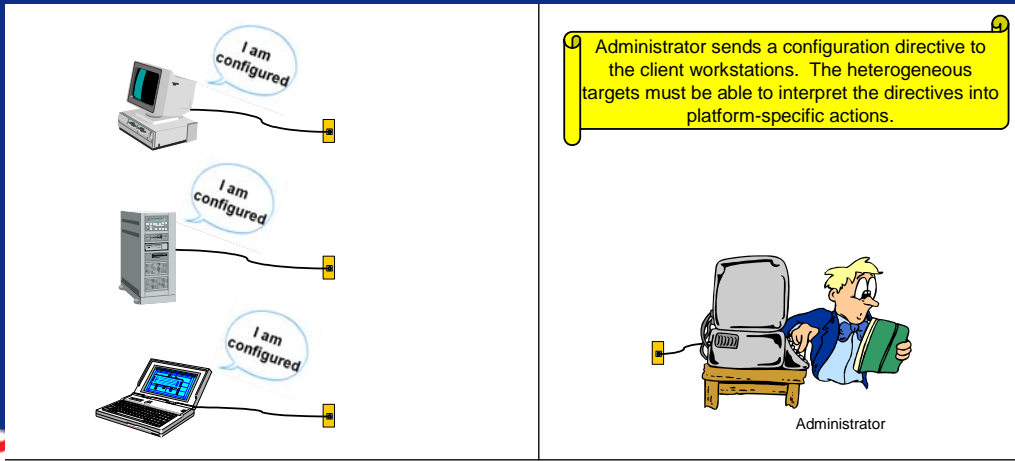 I am
configured
I am
configured
I am
configured
Administrator sends a configuration directive to
the client workstations.  The heterogeneous
targets must be able to interpret the directives into
platform-specific actions.
Administrator